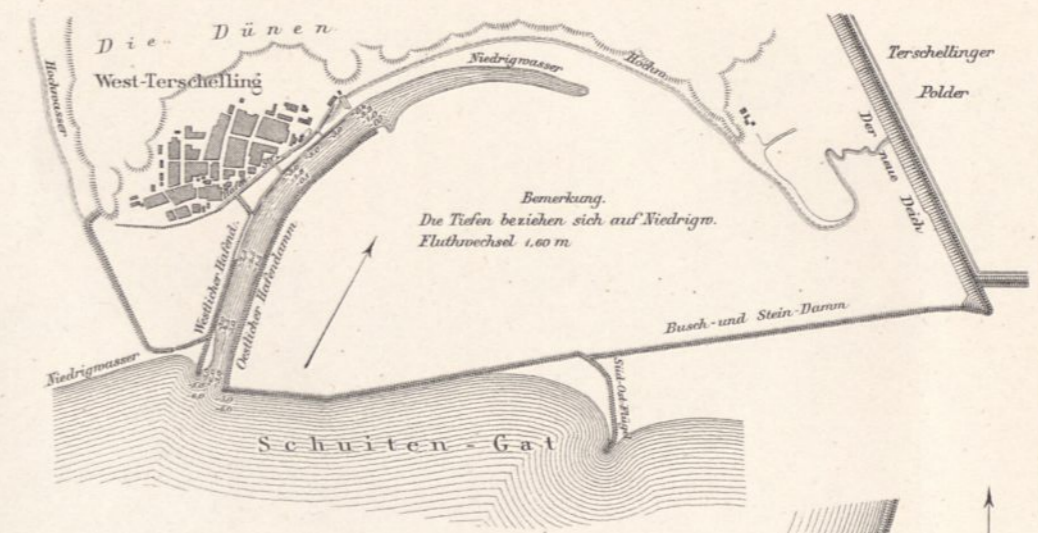 Die Dünen
West-Terschelling
Hochwasser
Niedrigwasser
Hochw.
Terschellinger
Polder
Der neue Deich
Bemerkung.
Die Tiefen beziehen sich auf Niedrigw.
Fluthwechsel 1,60 m
Westlicher Hafend.
Oestlicher Hafendamm
Busch- und Stein-Damm
Niedrigwasser
Süd-Ost-Flügel
Schuiten-Gat